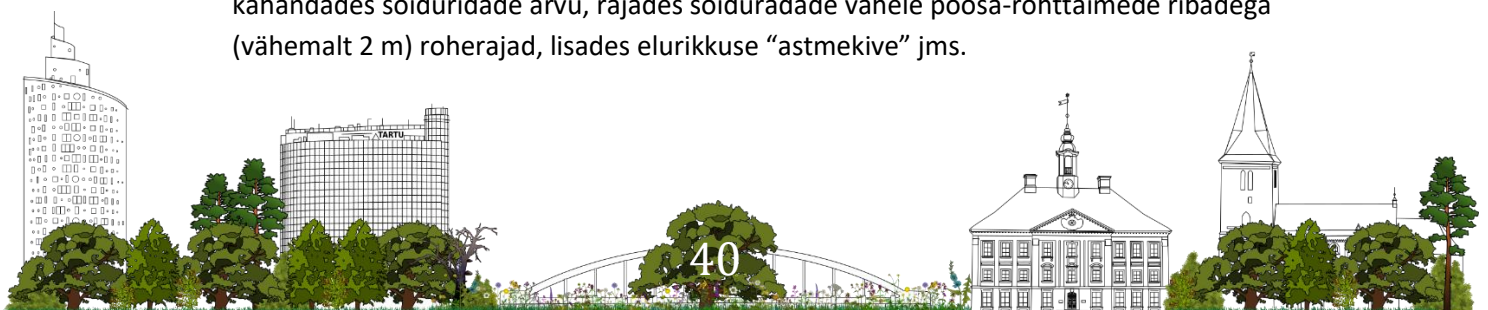 kahandades sõiduridade arvu, rajades sõiduradade vahele põõsa-rohttaimede ribadega
(vähemalt 2 m) roherajad, lisades elurikkuse “astmekive” jms.
TARTU
40